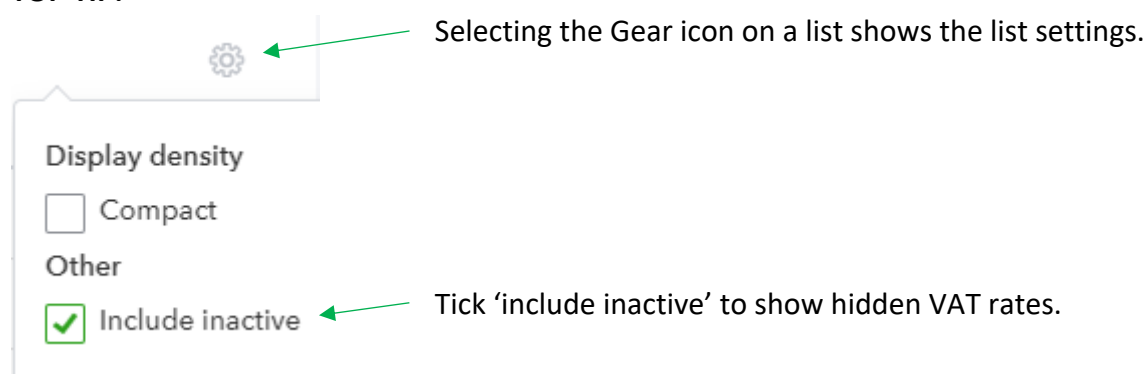 Selecting the Gear icon on a list shows the list settings.
Display density
Compact
Other
Include inactive
Tick ‘include inactive’ to show hidden VAT rates.